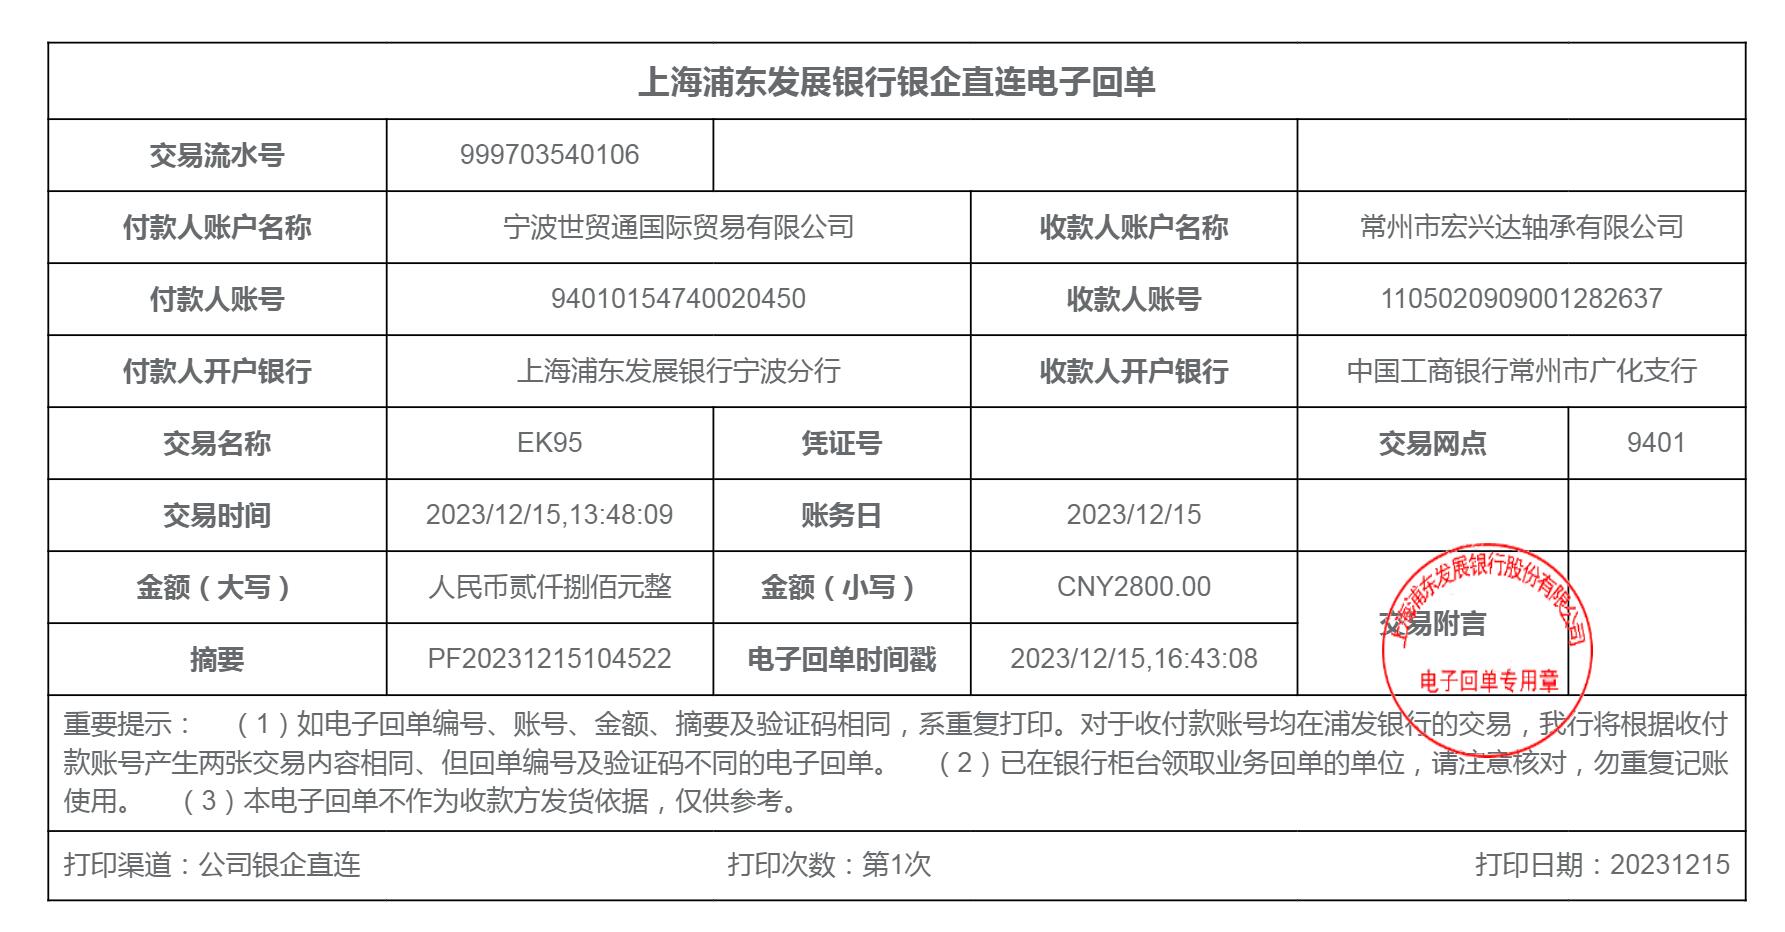 上海浦东发展银行银企直连电子回单
交易流水号 999703540106
付款人账户名称 宁波世贸通国际贸易有限公司 收款人账户名称 常州市宏兴达轴承有限公司
付款人账号 94010154740020450 收款人账号 1105020909001282637
付款人开户银行 上海浦东发展银行宁波分行 收款人开户银行 中国工商银行常州市广化支行
交易名称 EK95 凭证号 交易网点 9401
交易时间 2023/12/15,13:48:09 账务日 2023/12/15
金额（大写） 人民币贰仟捌佰元整 金额（小写） CNY2800.00
交易附言
摘要 PF20231215104522 电子回单时间戳 2023/12/15,16:43:08
上海浦东发展银行股份有限公司
电子回单专用章
重要提示： （1）如电子回单编号、账号、金额、摘要及验证码相同，系重复打印。对于收付款账号均在浦发银行的交易，我行将根据收付
款账号产生两张交易内容相同、但回单编号及验证码不同的电子回单。 （2）已在银行柜台领取业务回单的单位，请注意核对，勿重复记账
使用。 （3）本电子回单不作为收款方发货依据，仅供参考。
打印渠道：公司银企直连 打印次数：第1次 打印日期：20231215